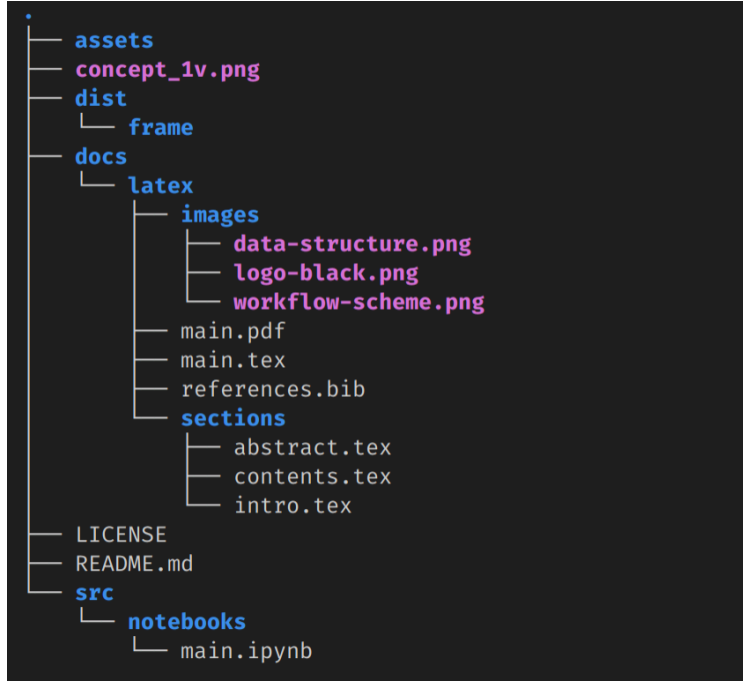 .
├── assets
├── concept_1v.png
├── dist
│   └── frame
├── docs
│   └── latex
│       ├── images
│       │   ├── data-structure.png
│       │   ├── logo-black.png
│       │   └── workflow-scheme.png
│       ├── main.pdf
│       ├── main.tex
│       ├── references.bib
│       └── sections
│           ├── abstract.tex
│           ├── contents.tex
│           └── intro.tex
├── LICENSE
├── README.md
└── src
    └── notebooks
        └── main.ipynb